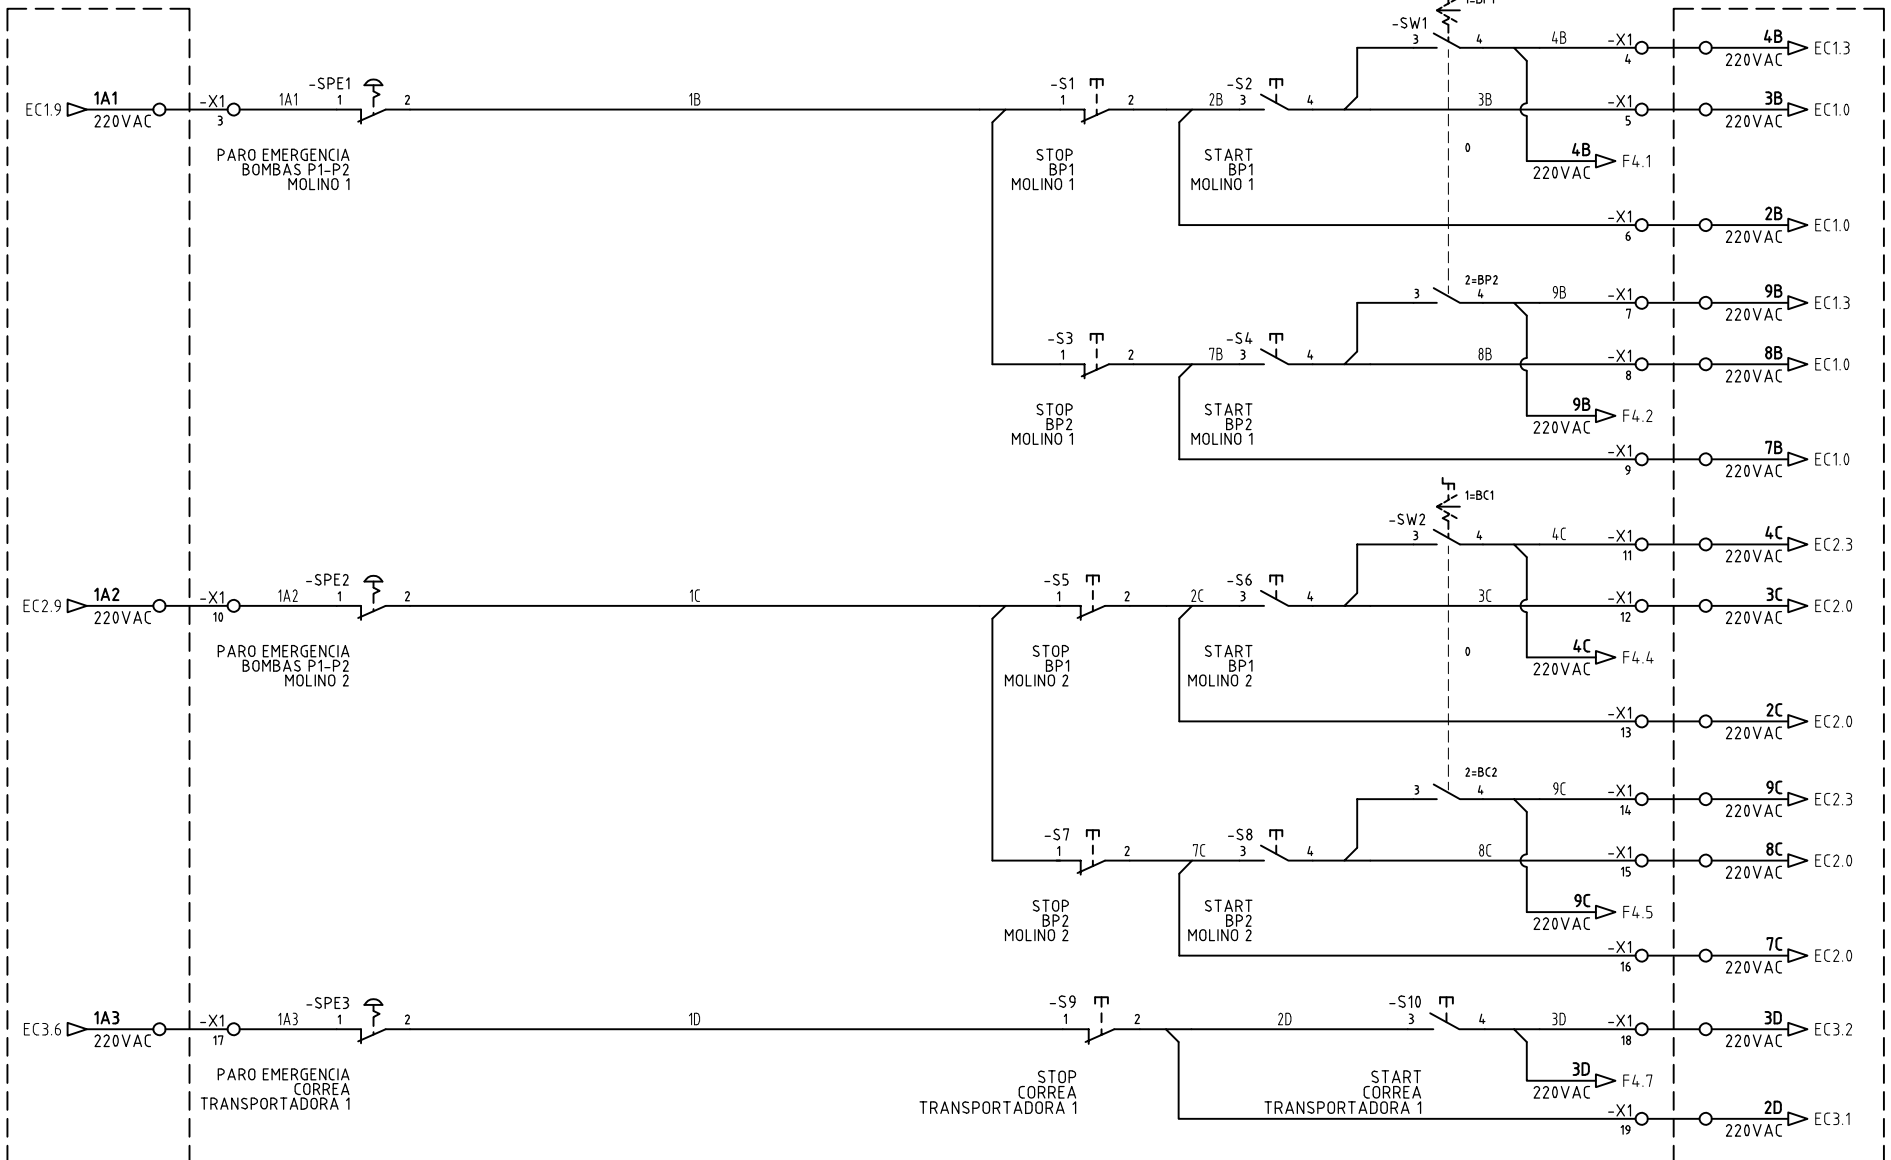 1=BP1
-SW1
3 4 4B -X1 4 4B 220VAC EC1.3
EC1.9 1A1 220VAC -X1 3 1A1 -SPE1 1 2 1B -S1 1 2 2B -S2 3 4 3B -X1 5 3B 220VAC EC1.0
PARO EMERGENCIA
BOMBAS P1-P2
MOLINO 1
STOP
BP1
MOLINO 1
START
BP1
MOLINO 1
0
4B 220VAC F4.1
-X1 6 2B 220VAC EC1.0
2=BP2
3 4 9B -X1 7 9B 220VAC EC1.3
-S3 1 2 7B -S4 3 4 8B -X1 8 8B 220VAC EC1.0
STOP
BP2
MOLINO 1
START
BP2
MOLINO 1
9B 220VAC F4.2
-X1 9 7B 220VAC EC1.0
1=BC1
-SW2
3 4 4C -X1 11 4C 220VAC EC2.3
EC2.9 1A2 220VAC -X1 10 1A2 -SPE2 1 2 1C -S5 1 2 2C -S6 3 4 3C -X1 12 3C 220VAC EC2.0
PARO EMERGENCIA
BOMBAS P1-P2
MOLINO 2
STOP
BP1
MOLINO 2
START
BP1
MOLINO 2
0
4C 220VAC F4.4
-X1 13 2C 220VAC EC2.0
2=BC2
3 4 9C -X1 14 9C 220VAC EC2.3
-S7 1 2 7C -S8 3 4 8C -X1 15 8C 220VAC EC2.0
STOP
BP2
MOLINO 2
START
BP2
MOLINO 2
9C 220VAC F4.5
-X1 16 7C 220VAC EC2.0
EC3.6 1A3 220VAC -X1 17 1A3 -SPE3 1 2 1D -S9 1 2 2D -S10 3 4 3D -X1 18 3D 220VAC EC3.2
PARO EMERGENCIA
CORREA
TRANSPORTADORA 1
STOP
CORREA
TRANSPORTADORA 1
START
CORREA
TRANSPORTADORA 1
3D 220VAC F4.7
-X1 19 2D 220VAC EC3.1